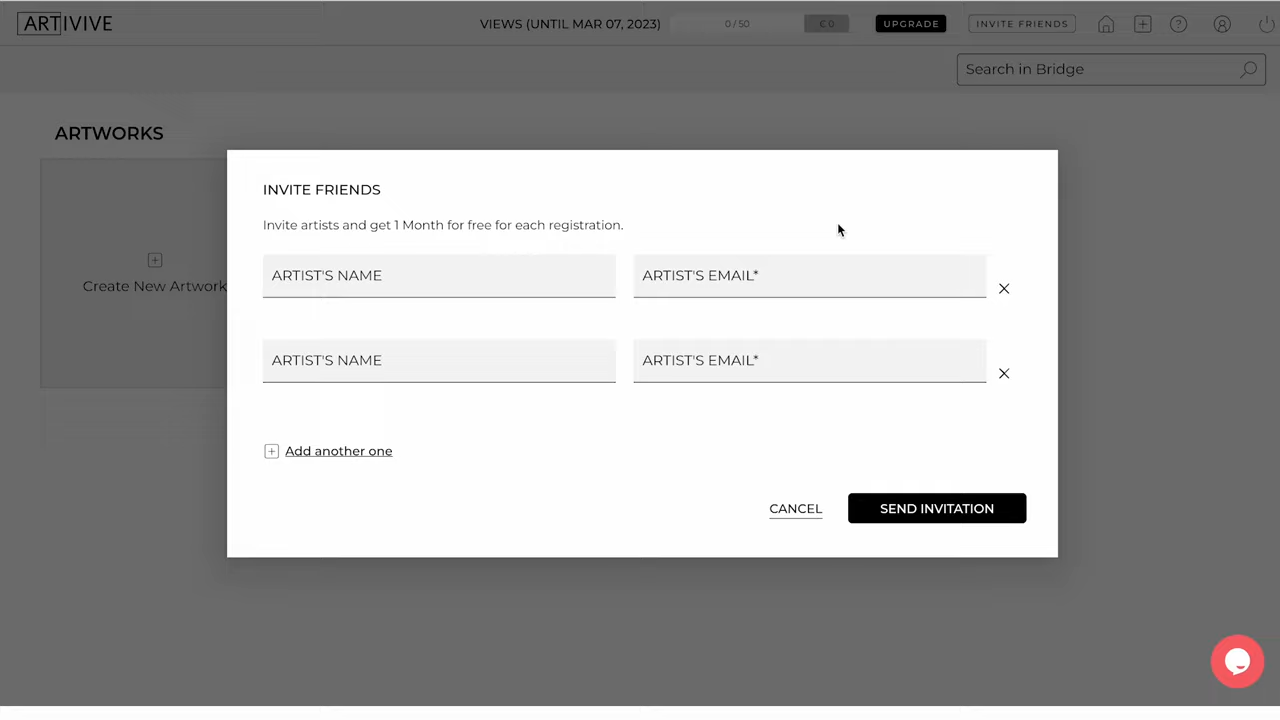 ARTIVIVE
VIEWS (UNTIL MAR 07, 2023)
0 / 50
€ 0
UPGRADE
INVITE FRIENDS
Search in Bridge
ARTWORKS
Create New Artwork
INVITE FRIENDS
Invite artists and get 1 Month for free for each registration.
ARTIST'S NAME
ARTIST'S EMAIL*
ARTIST'S NAME
ARTIST'S EMAIL*
Add another one
CANCEL
SEND INVITATION